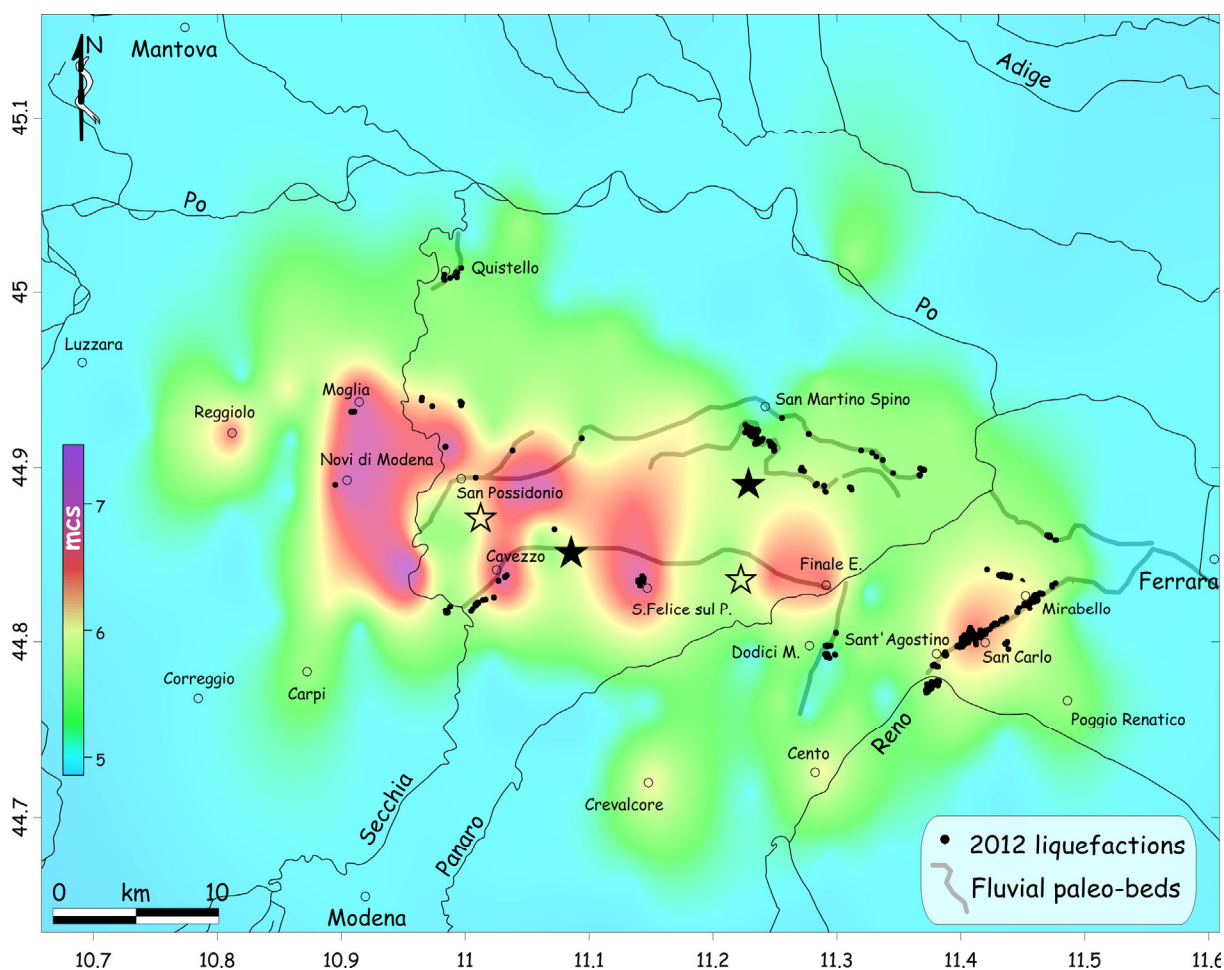 N
Mantova
Adige
Po
Quistello
Po
Luzzara
Moglia
San Martino Spino
Reggiolo
Novi di Modena
San Possidonio
Cavezzo
Finale E.
S.Felice sul P.
Ferrara
Mirabello
Sant'Agostino
Dodici M.
San Carlo
Correggio
Carpi
Poggio Renatico
Reno
Cento
Crevalcore
Secchia
Panaro
Modena
45.1
45
44.9
44.8
44.7
mcs
7
6
5
0 km 10
2012 liquefactions
Fluvial paleo-beds
10.7 10.8 10.9 11 11.1 11.2 11.3 11.4 11.5 11.6